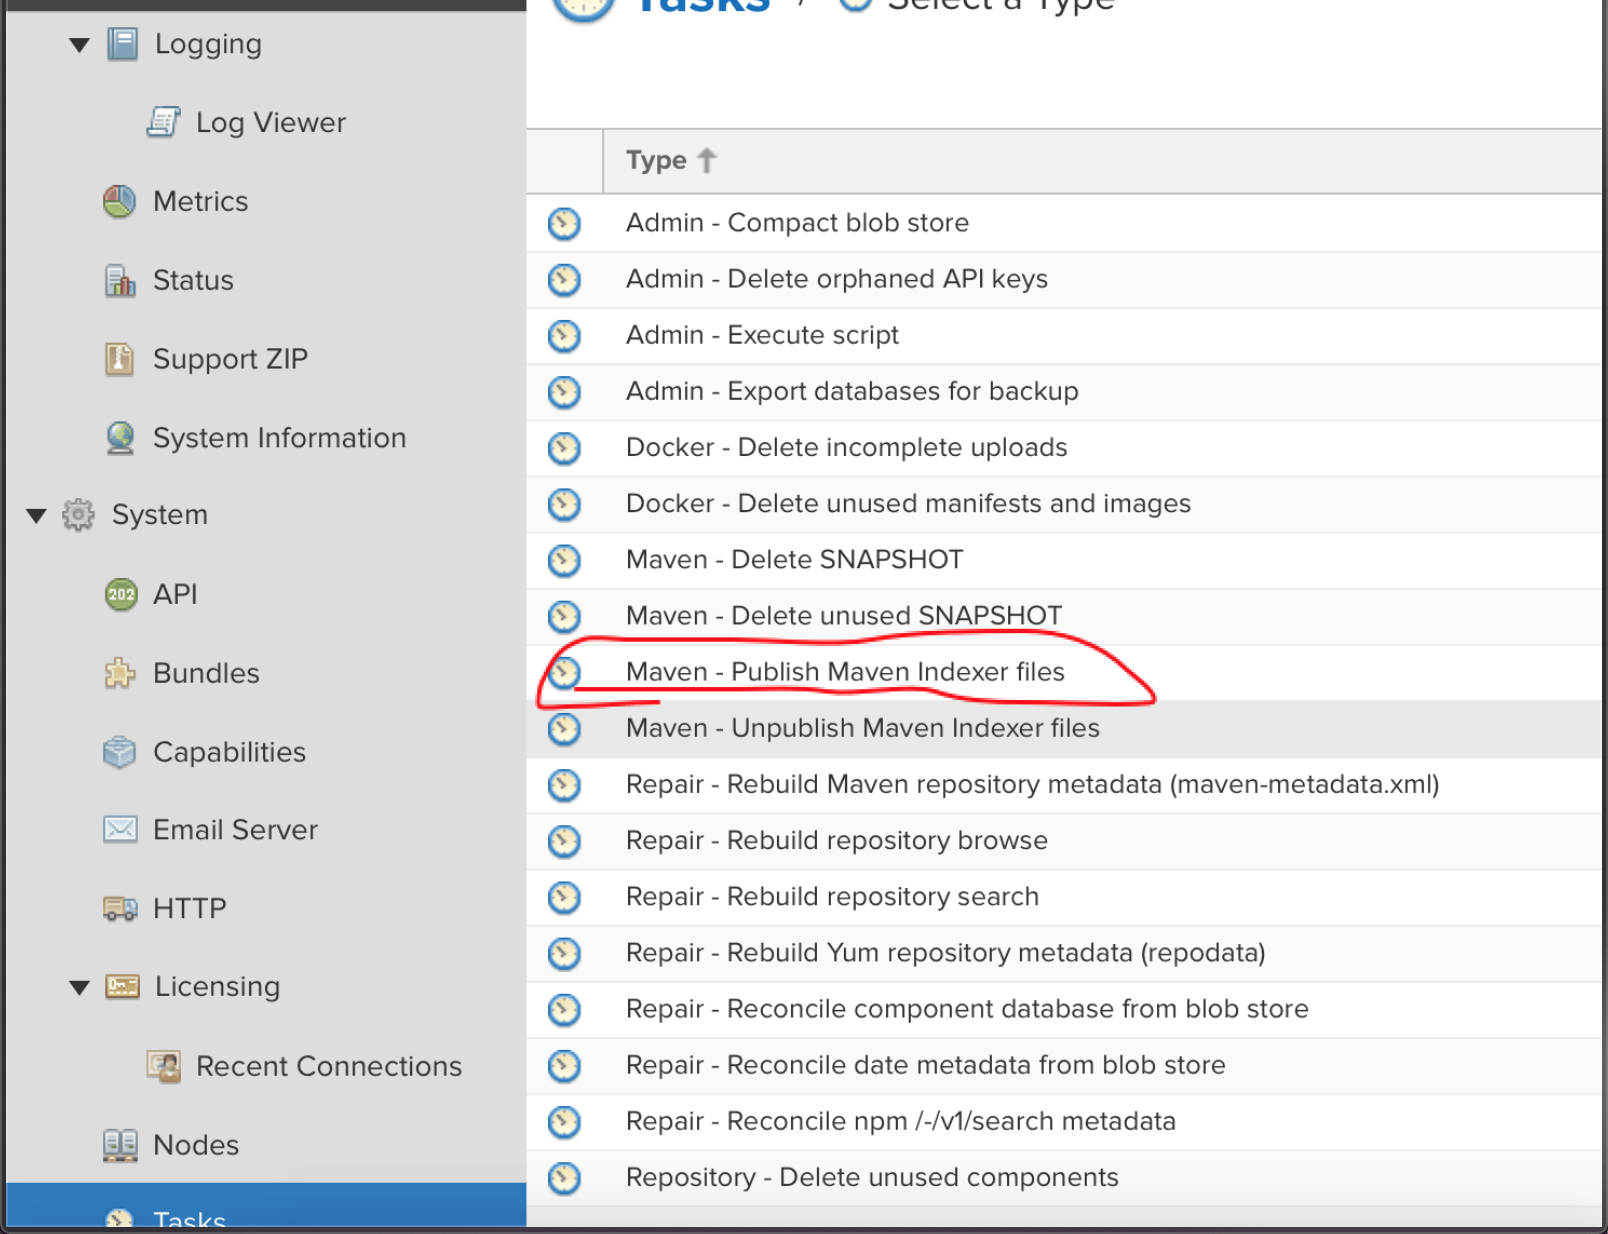 Tasks / Select a Type
Logging
Log Viewer
Metrics
Status
Support ZIP
System Information
System
API
202
Bundles
Capabilities
Email Server
HTTP
Licensing
Recent Connections
Nodes
Tasks
Type
Admin - Compact blob store
Admin - Delete orphaned API keys
Admin - Execute script
Admin - Export databases for backup
Docker - Delete incomplete uploads
Docker - Delete unused manifests and images
Maven - Delete SNAPSHOT
Maven - Delete unused SNAPSHOT
Maven - Publish Maven Indexer files
Maven - Unpublish Maven Indexer files
Repair - Rebuild Maven repository metadata (maven-metadata.xml)
Repair - Rebuild repository browse
Repair - Rebuild repository search
Repair - Rebuild Yum repository metadata (repodata)
Repair - Reconcile component database from blob store
Repair - Reconcile date metadata from blob store
Repair - Reconcile npm /-/v1/search metadata
Repository - Delete unused components